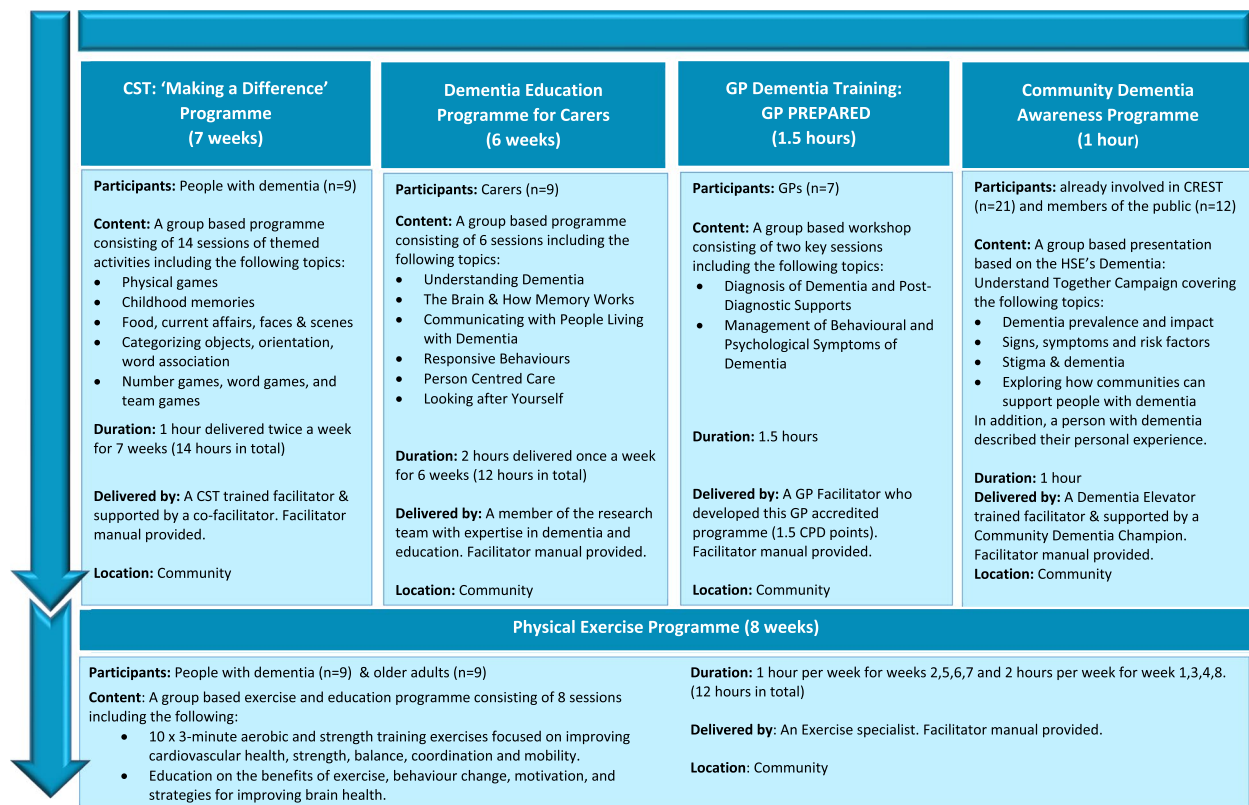 CST: ‘Making a Difference’
Programme
(7 weeks)
Participants: People with dementia (n=9)
Content: A group based programme
consisting of 14 sessions of themed
activities including the following topics:
• Physical games
• Childhood memories
• Food, current affairs, faces & scenes
• Categorizing objects, orientation,
word association
• Number games, word games, and
team games
Duration: 1 hour delivered twice a week
for 7 weeks (14 hours in total)
Delivered by: A CST trained facilitator &
supported by a co-facilitator. Facilitator
manual provided.
Location: Community
Dementia Education
Programme for Carers
(6 weeks)
Participants: Carers (n=9)
Content: A group based programme
consisting of 6 sessions including the
following topics:
• Understanding Dementia
• The Brain & How Memory Works
• Communicating with People Living
with Dementia
• Responsive Behaviours
• Person Centred Care
• Looking after Yourself
Duration: 2 hours delivered once a week
for 6 weeks (12 hours in total)
Delivered by: A member of the research
team with expertise in dementia and
education. Facilitator manual provided.
Location: Community
GP Dementia Training:
GP PREPARED
(1.5 hours)
Participants: GPs (n=7)
Content: A group based workshop
consisting of two key sessions
including the following topics:
• Diagnosis of Dementia and Post-
Diagnostic Supports
• Management of Behavioural and
Psychological Symptoms of
Dementia
Duration: 1.5 hours
Delivered by: A GP Facilitator who
developed this GP accredited
programme (1.5 CPD points).
Facilitator manual provided.
Location: Community
Community Dementia
Awareness Programme
(1 hour)
Participants: already involved in CREST
(n=21) and members of the public (n=12)
Content: A group based presentation
based on the HSE’s Dementia:
Understand Together Campaign covering
the following topics:
• Dementia prevalence and impact
• Signs, symptoms and risk factors
• Stigma & dementia
• Exploring how communities can
support people with dementia
In addition, a person with dementia
described their personal experience.
Duration: 1 hour
Delivered by: A Dementia Elevator
trained facilitator & supported by a
Community Dementia Champion.
Facilitator manual provided.
Location: Community
Physical Exercise Programme (8 weeks)
Participants: People with dementia (n=9) & older adults (n=9)
Content: A group based exercise and education programme consisting of 8 sessions
including the following:
• 10 x 3-minute aerobic and strength training exercises focused on improving
cardiovascular health, strength, balance, coordination and mobility.
• Education on the benefits of exercise, behaviour change, motivation, and
strategies for improving brain health.
Duration: 1 hour per week for weeks 2,5,6,7 and 2 hours per week for week 1,3,4,8.
(12 hours in total)
Delivered by: An Exercise specialist. Facilitator manual provided.
Location: Community